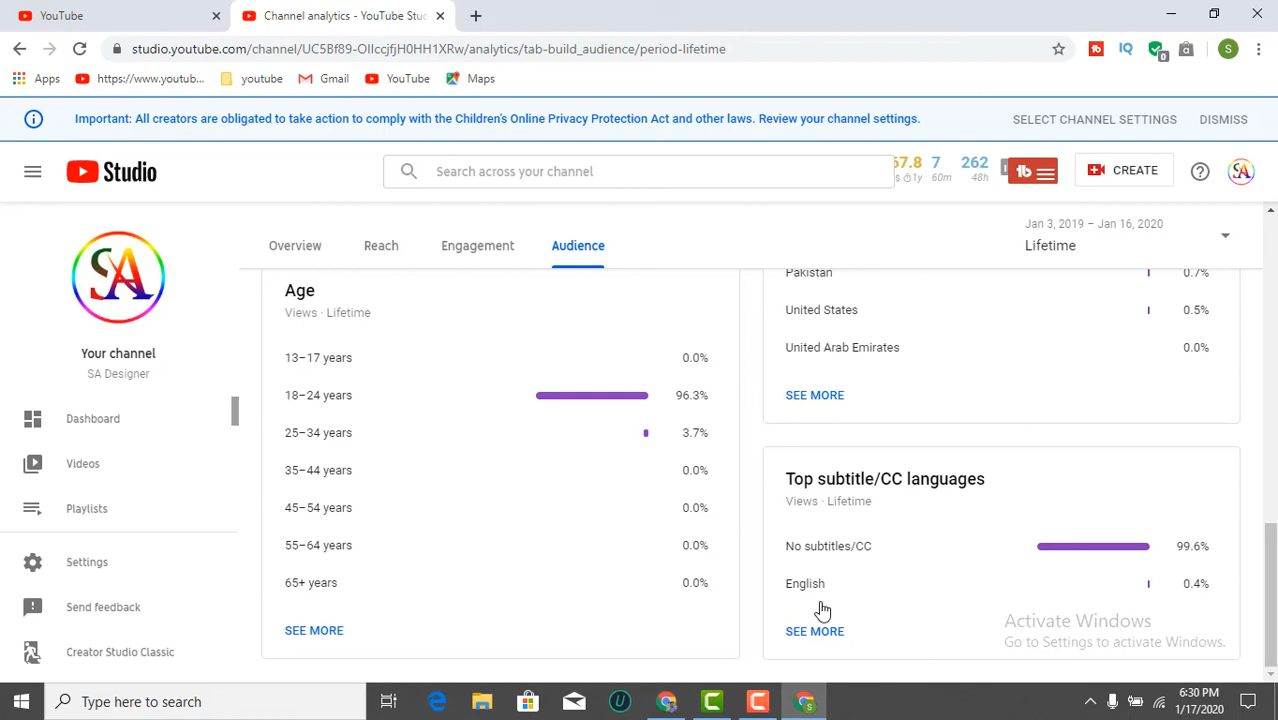 YouTube
Channel analytics - YouTube Stu
studio.youtube.com/channel/UC5Bf89-OIIccjfjH0HH1XRw/analytics/tab-build_audience/period-lifetime
Apps
https://www.youtub...
youtube
Gmail
YouTube
Maps
Important: All creators are obligated to take action to comply with the Children's Online Privacy Protection Act and other laws. Review your channel settings.
SELECT CHANNEL SETTINGS
DISMISS
Studio
Search across your channel
67.8 7 262
1y 60m 48h
tb
CREATE
SA
SA
Your channel
SA Designer
Dashboard
Videos
Playlists
Settings
Send feedback
Creator Studio Classic
Overview
Reach
Engagement
Audience
Jan 3, 2019 – Jan 16, 2020
Lifetime
Age
Views · Lifetime
13–17 years 0.0%
18–24 years 96.3%
25–34 years 3.7%
35–44 years 0.0%
45–54 years 0.0%
55–64 years 0.0%
65+ years 0.0%
SEE MORE
Pakistan 0.7%
United States 0.5%
United Arab Emirates 0.0%
SEE MORE
Top subtitle/CC languages
Views · Lifetime
No subtitles/CC 99.6%
English 0.4%
SEE MORE
Activate Windows
Go to Settings to activate Windows.
Type here to search
6:30 PM
1/17/2020